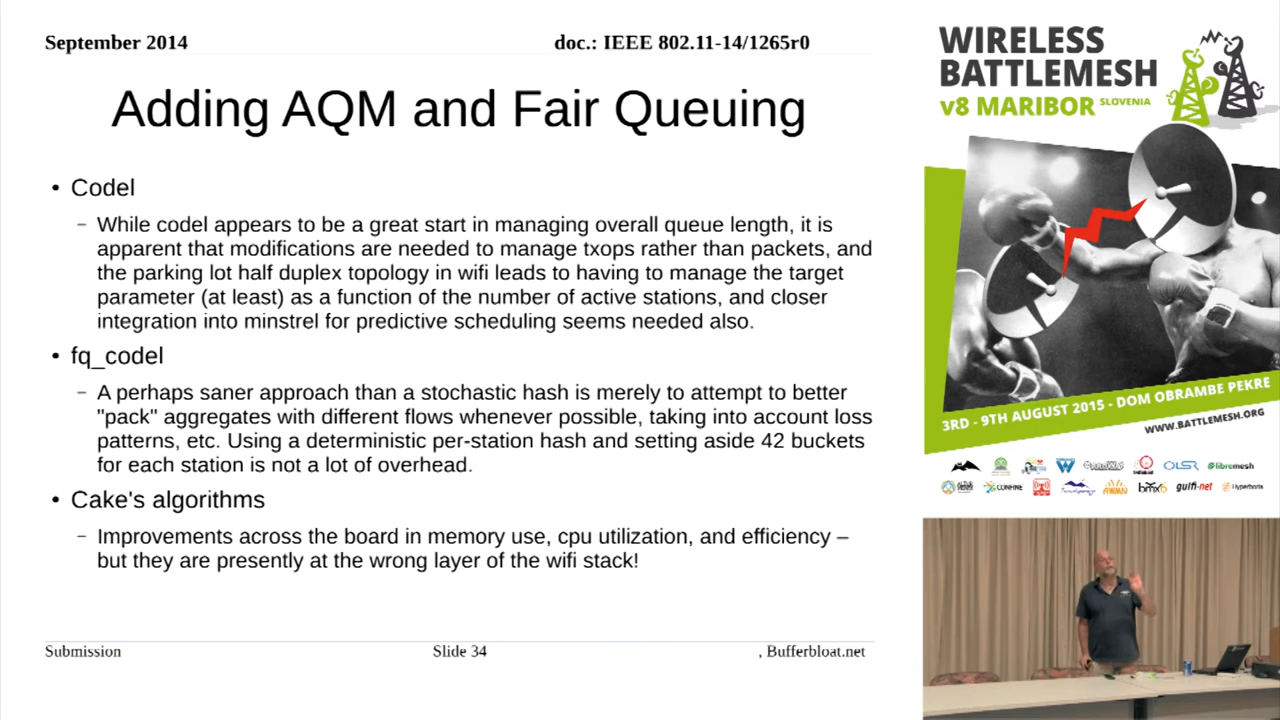 September 2014
doc.: IEEE 802.11-14/1265r0
Adding AQM and Fair Queuing
• Codel
– While codel appears to be a great start in managing overall queue length, it is
apparent that modifications are needed to manage txops rather than packets, and
the parking lot half duplex topology in wifi leads to having to manage the target
parameter (at least) as a function of the number of active stations, and closer
integration into minstrel for predictive scheduling seems needed also.
• fq_codel
– A perhaps saner approach than a stochastic hash is merely to attempt to better
"pack" aggregates with different flows whenever possible, taking into account loss
patterns, etc. Using a deterministic per-station hash and setting aside 42 buckets
for each station is not a lot of overhead.
• Cake's algorithms
– Improvements across the board in memory use, cpu utilization, and efficiency –
but they are presently at the wrong layer of the wifi stack!
Submission
Slide 34
, Bufferbloat.net
WIRELESS
BATTLEMESH
v8 MARIBOR SLOVENIA
3RD - 9TH AUGUST 2015 - DOM OBRAMBE PEKRE
WWW.BATTLEMESH.ORG
OLSR
libremesh
CONFINE
bmx6
guifi·net
Hyperboria